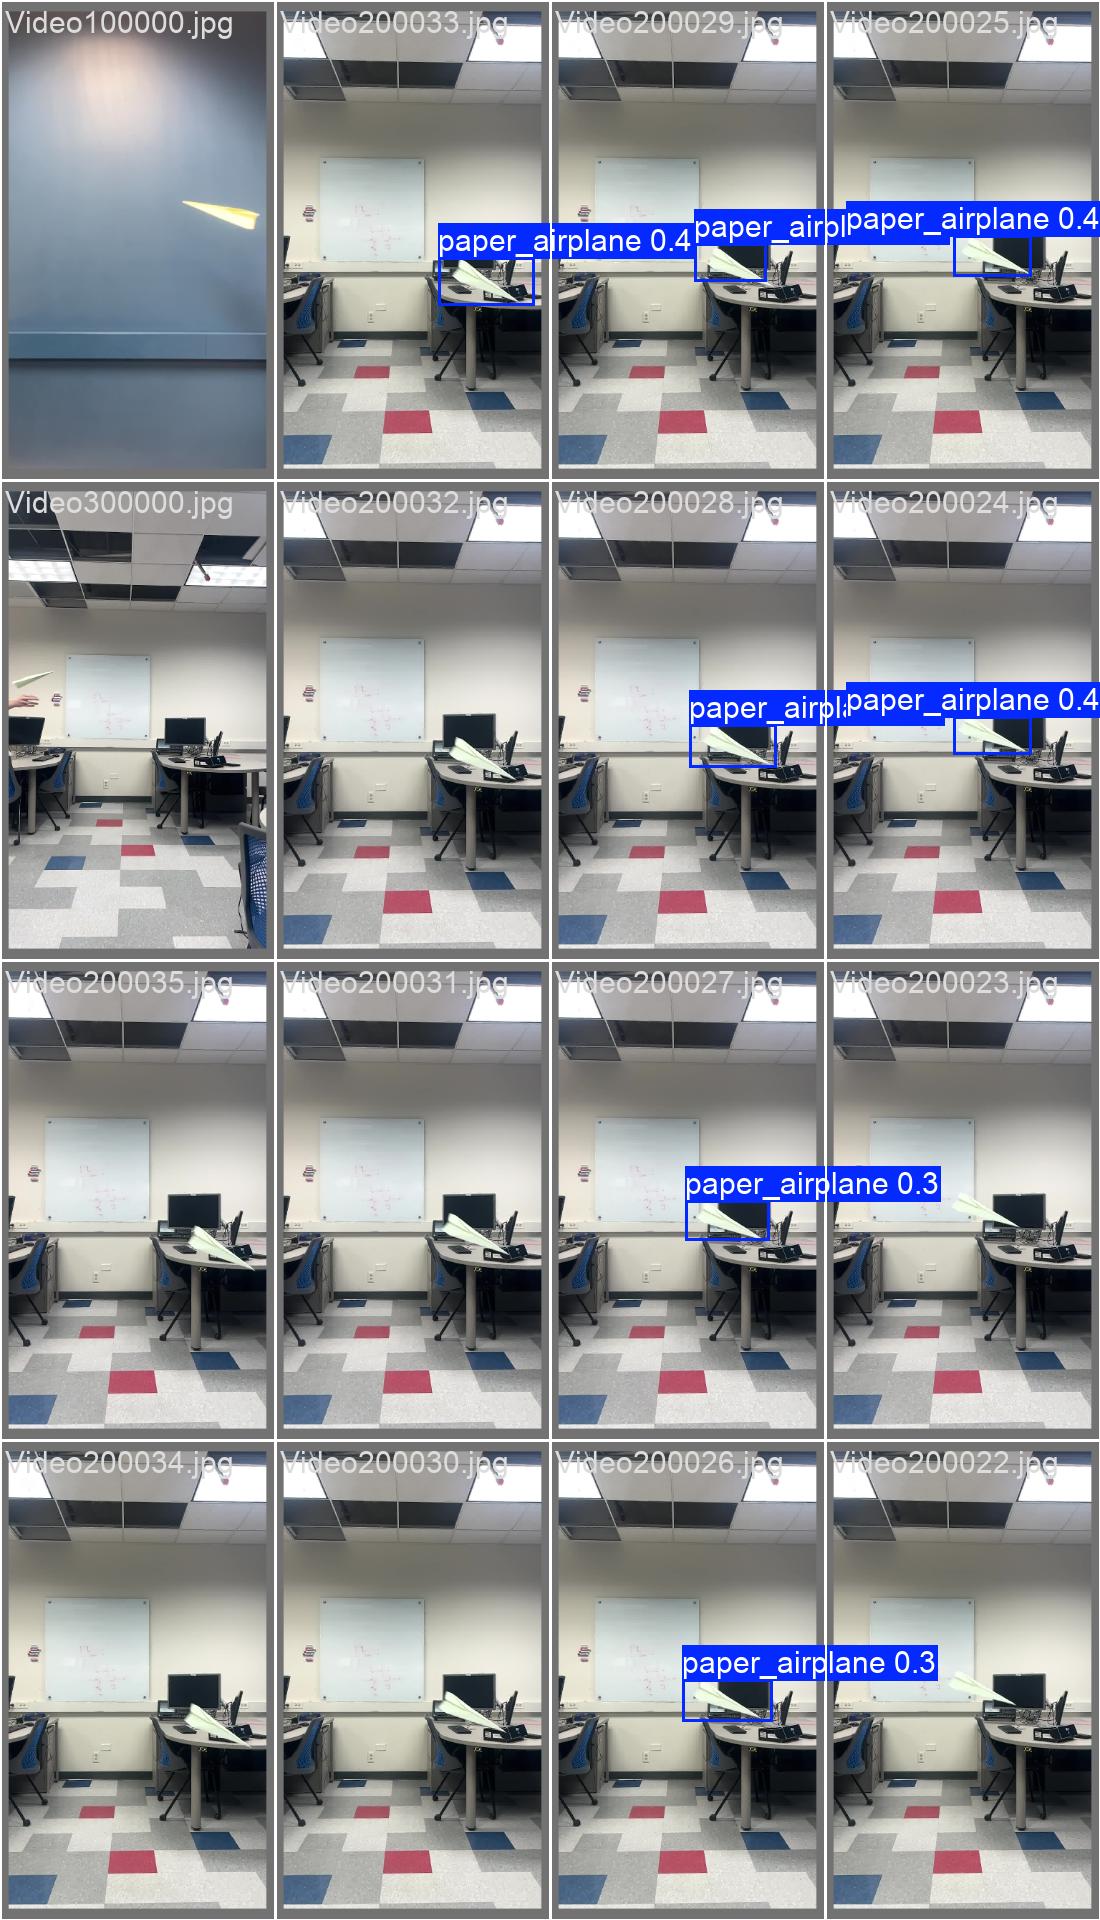 Video100000.jpg
Video200033.jpg
Video200029.jpg
Video200025.jpg
paper_airplane 0.4
paper_airpl
paper_airplane 0.4
Video300000.jpg
Video200032.jpg
Video200028.jpg
Video200024.jpg
paper_airpla
paper_airplane 0.4
Video200035.jpg
Video200031.jpg
Video200027.jpg
Video200023.jpg
paper_airplane 0.3
Video200034.jpg
Video200030.jpg
Video200026.jpg
Video200022.jpg
paper_airplane 0.3